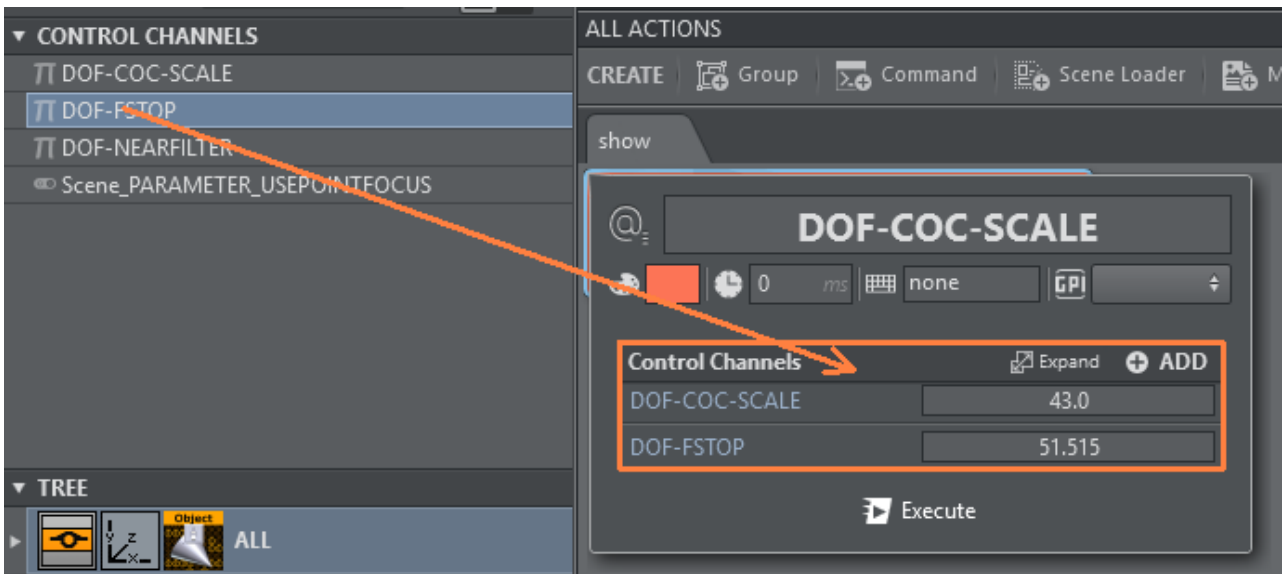 CONTROL CHANNELS
DOF-COC-SCALE
DOF-FSTOP
DOF-NEARFILTER
Scene_PARAMETER_USEPOINTFOCUS
TREE
Object
y z
x
ALL
ALL ACTIONS
CREATE Group Command Scene Loader M
show
@ DOF-COC-SCALE
0 ms none GPI
Control Channels Expand ADD
DOF-COC-SCALE 43.0
DOF-FSTOP 51.515
Execute